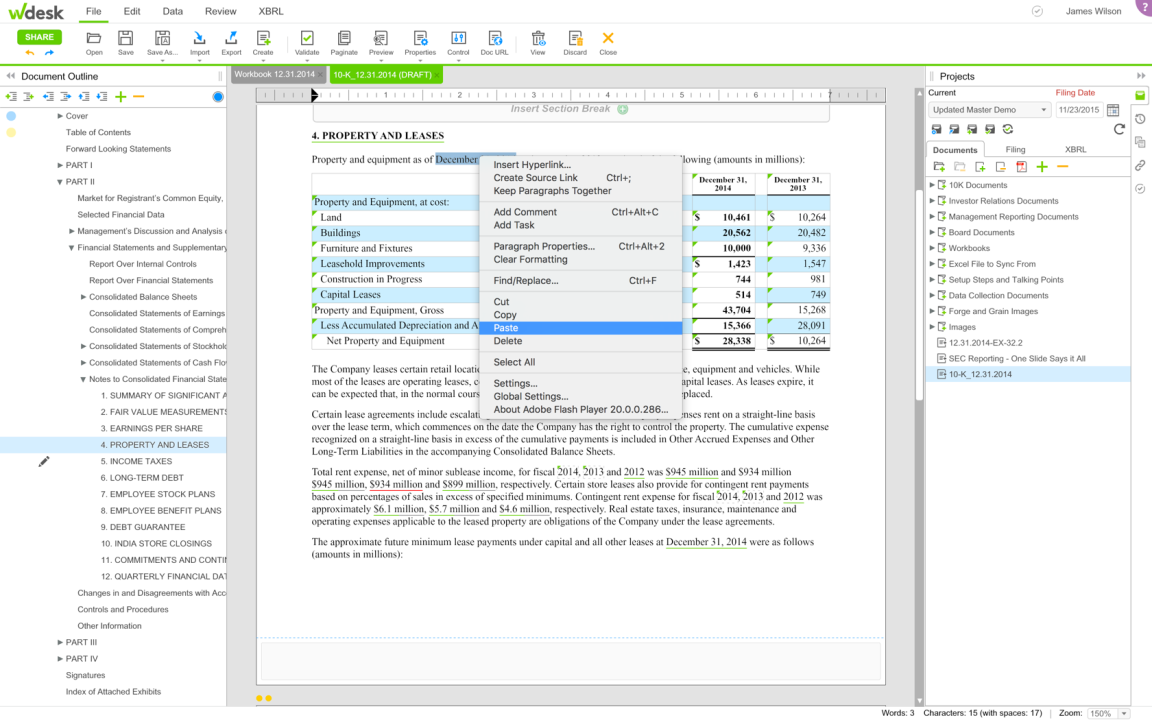 Wdesk File Edit Data Review XBRL James Wilson ?
SHARE
Open Save Save As... Import Export Create Validate Paginate Preview Properties Control Doc URL View Discard Close
Document Outline
Workbook 12.31.2014 × 10-K_12.31.2014 (DRAFT) ×
1 2 3 4 5 6 7
Cover
Table of Contents
Forward Looking Statements
PART I
PART II
Market for Registrant's Common Equity,
Selected Financial Data
Management's Discussion and Analysis
Financial Statements and Supplementary
Report Over Internal Controls
Report Over Financial Statements
Consolidated Balance Sheets
Consolidated Statements of Earnings
Consolidated Statements of Compreh
Consolidated Statements of Stockhol
Consolidated Statements of Cash Flo
Notes to Consolidated Financial State
1. SUMMARY OF SIGNIFICANT A
2. FAIR VALUE MEASUREMENTS
3. EARNINGS PER SHARE
4. PROPERTY AND LEASES
5. INCOME TAXES
6. LONG-TERM DEBT
7. EMPLOYEE STOCK PLANS
8. EMPLOYEE BENEFIT PLANS
9. DEBT GUARANTEE
10. INDIA STORE CLOSINGS
11. COMMITMENTS AND CONTI
12. QUARTERLY FINANCIAL DAT
Changes in and Disagreements with Acc
Controls and Procedures
Other Information
PART III
PART IV
Signatures
Index of Attached Exhibits
Insert Section Break
4. PROPERTY AND LEASES
Property and equipment as of December lowing (amounts in millions):
December 31, 2014 December 31, 2013
Property and Equipment, at cost:
Land $ 10,461 $ 10,264
Buildings 20,562 20,482
Furniture and Fixtures 10,000 9,336
Leasehold Improvements $ 1,423 1,547
Construction in Progress 744 981
Capital Leases 514 749
Property and Equipment, Gross 43,704 15,268
Less Accumulated Depreciation and A 15,366 28,091
Net Property and Equipment $ 28,338 $ 10,264
Insert Hyperlink...
Create Source Link Ctrl+;
Keep Paragraphs Together
Add Comment Ctrl+Alt+C
Add Task
Paragraph Properties... Ctrl+Alt+2
Clear Formatting
Find/Replace... Ctrl+F
Cut
Copy
Paste
Delete
Select All
Settings...
Global Settings...
About Adobe Flash Player 20.0.0.286...
The Company leases certain retail locati e, equipment and vehicles. While
most of the leases are operating leases, c apital leases. As leases expire, it
can be expected that, in the normal cours placed.
Certain lease agreements include escalat enses rent on a straight-line basis
over the lease term, which commences on the date the Company has the right to control the property. The cumulative expense
recognized on a straight-line basis in excess of the cumulative payments is included in Other Accrued Expenses and Other
Long-Term Liabilities in the accompanying Consolidated Balance Sheets.
Total rent expense, net of minor sublease income, for fiscal 2014, 2013 and 2012 was $945 million and $934 million
$945 million, $934 million and $899 million, respectively. Certain store leases also provide for contingent rent payments
based on percentages of sales in excess of specified minimums. Contingent rent expense for fiscal 2014, 2013 and 2012 was
approximately $6.1 million, $5.7 million and $4.6 million, respectively. Real estate taxes, insurance, maintenance and
operating expenses applicable to the leased property are obligations of the Company under the lease agreements.
The approximate future minimum lease payments under capital and all other leases at December 31, 2014 were as follows
(amounts in millions):
Projects
Current Filing Date
Updated Master Demo 11/23/2015
Documents Filing XBRL
10K Documents
Investor Relations Documents
Management Reporting Documents
Board Documents
Workbooks
Excel File to Sync From
Setup Steps and Talking Points
Data Collection Documents
Forge and Grain Images
Images
12.31.2014-EX-32.2
SEC Reporting - One Slide Says it All
10-K_12.31.2014
Words: 3 Characters: 15 (with spaces: 17) | Zoom: 150%